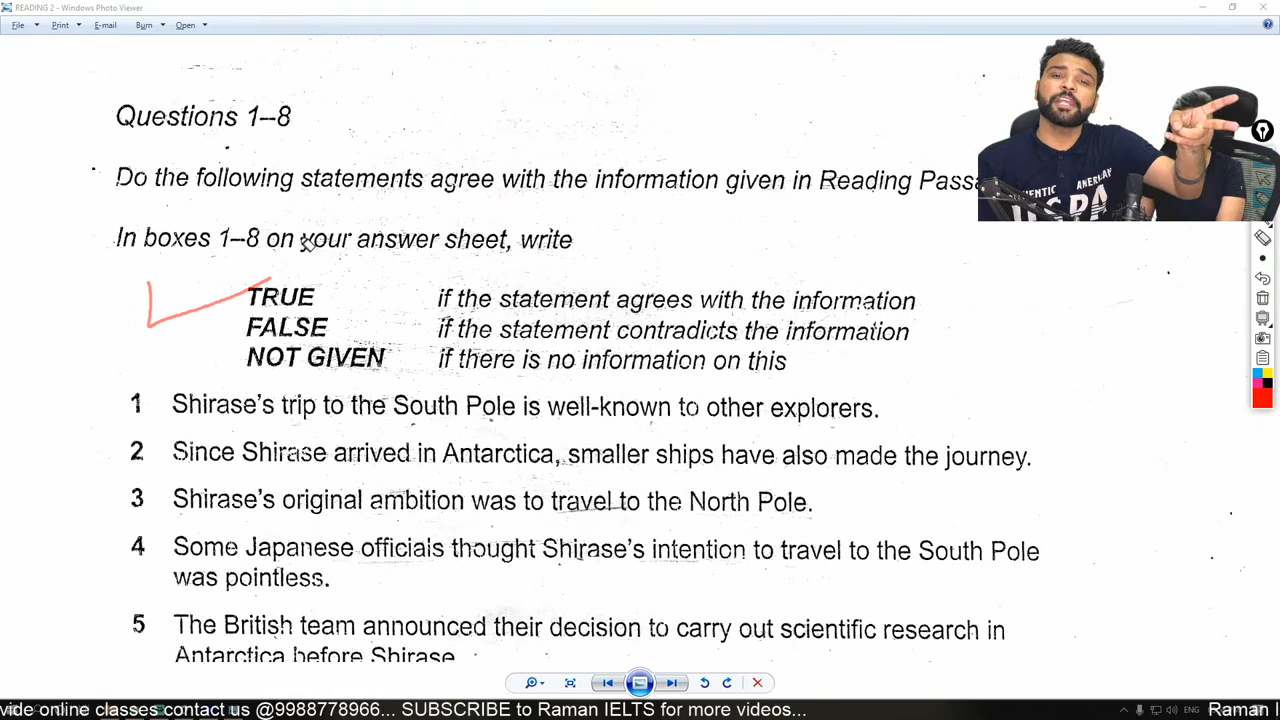 READING 2 - Windows Photo Viewer
File Print E-mail Burn Open
Questions 1--8
Do the following statements agree with the information given in Reading
In boxes 1–8 on your answer sheet, write
TRUE if the statement agrees with the information
FALSE if the statement contradicts the information
NOT GIVEN if there is no information on this
1 Shirase's trip to the South Pole is well-known to other explorers.
2 Since Shirase arrived in Antarctica, smaller ships have also made the journey.
3 Shirase's original ambition was to travel to the North Pole.
4 Some Japanese officials thought Shirase's intention to travel to the South Pole
was pointless.
5 The British team announced their decision to carry out scientific research in
Antarctica before Shirase
ENG
vide online classes contact us @9988778966... SUBSCRIBE to Raman IELTS for more videos... Raman I